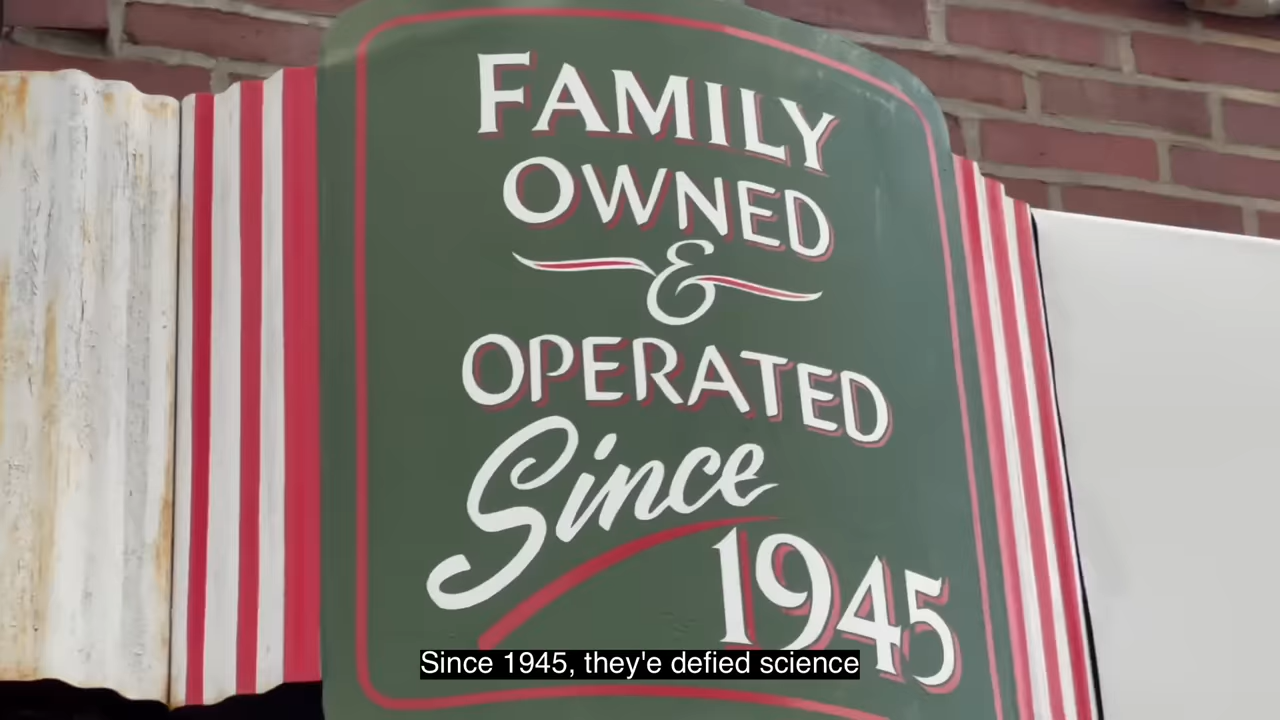 FAMILY
OWNED
&
OPERATED
Since
1945
Since 1945, they'e defied science